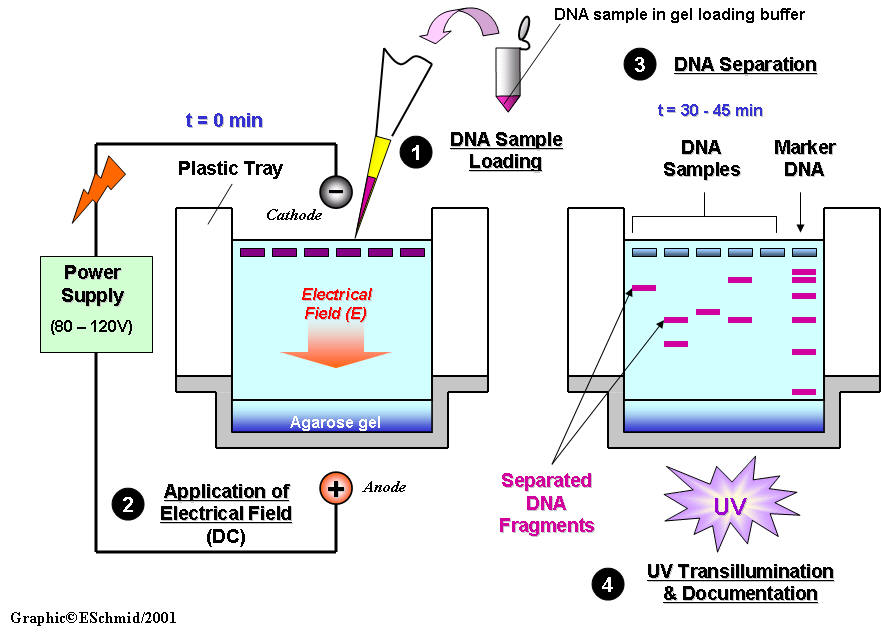 DNA sample in gel loading buffer
3
DNA Separation
t = 0 min
t = 30 - 45 min
1
DNA Sample
Loading
DNA
Samples
Marker
DNA
Plastic Tray
−
Cathode
Power
Supply
(80 – 120V)
Electrical
Field (E)
Agarose gel
2
Application of
Electrical Field
(DC)
+
Anode
Separated
DNA
Fragments
UV
4
UV Transillumination
& Documentation
Graphic©ESchmid/2001